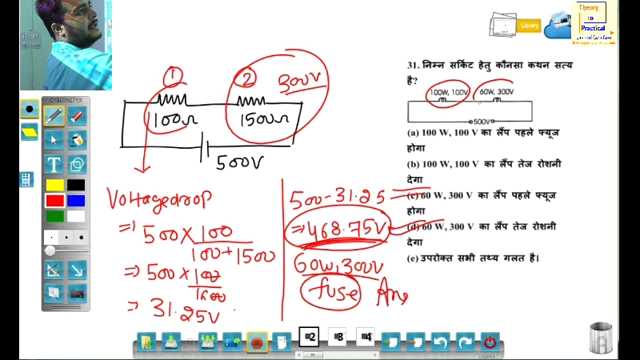 Theory
to
Practical
Library
31. निम्न सर्किट हेतु कौनसा कथन सत्य
है?
100W, 100V 60W, 300V
500V
(a) 100 W, 100 V का लैंप पहले फ्यूज
होगा
(b) 100 W, 100 V का लैंप तेज रोशनी
देगा
(c) 60 W, 300 V का लैंप पहले फ्यूज
होगा
(d) 60 W, 300 V का लैंप तेज रोशनी
देगा
(e) उपरोक्त सभी तथ्य गलत है।
1 2 300V
100Ω 1500Ω
500V
Voltage drop
⇒ 500 × 100
100+1500
⇒ 500 × 100
1600
⇒ 31.25V
500-31.25
⇒ 468.75V
60W, 300V
fuse Ans
CYBERNETYX